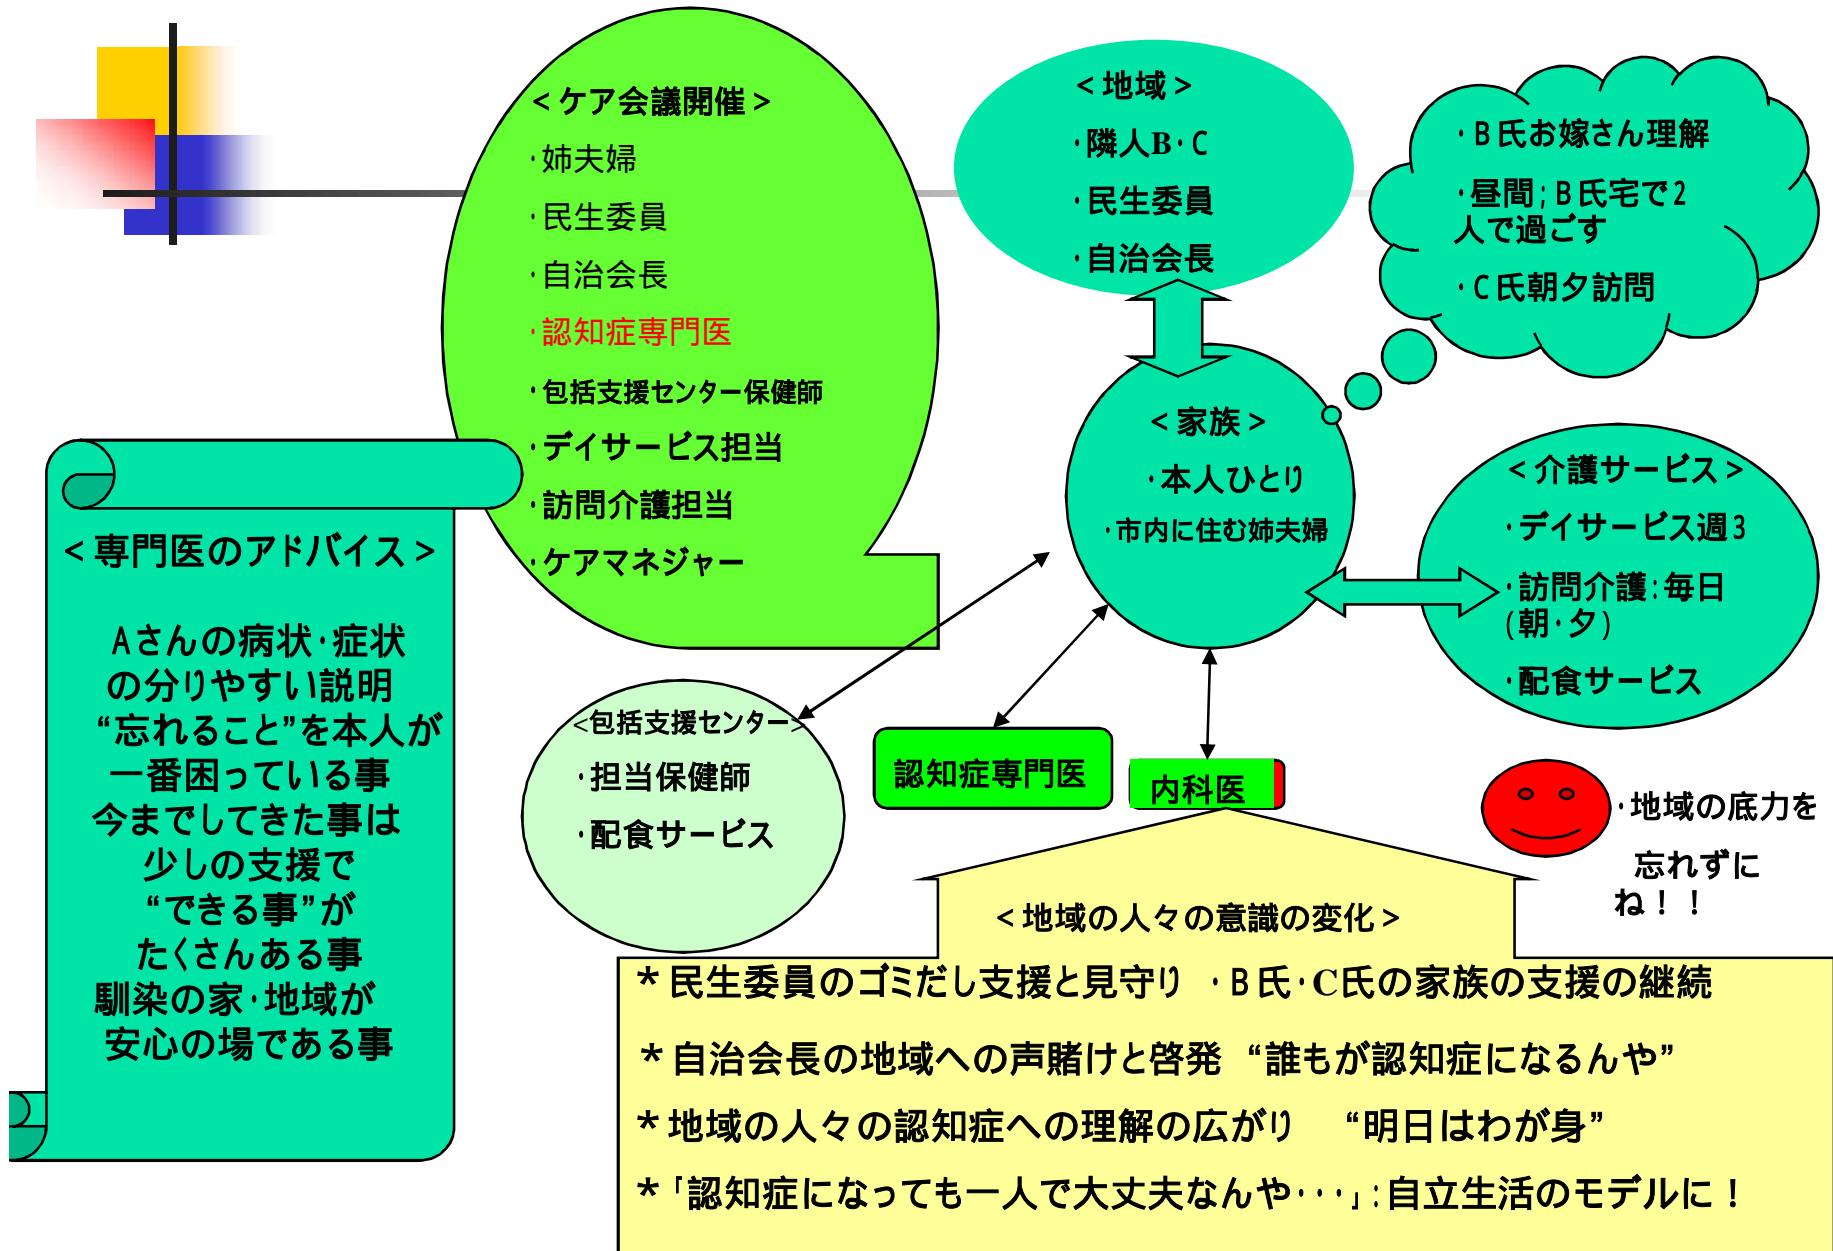 ＜ケア会議開催＞
・姉夫婦
・民生委員
・自治会長
・認知症専門医
・包括支援センター保健師
・デイサービス担当
・訪問介護担当
・ケアマネジャー
＜地域＞
・隣人B・C
・民生委員
・自治会長
・B氏お嫁さん理解
・昼間；B氏宅で2
人で過ごす
・C氏朝夕訪問
＜家族＞
・本人ひとり
・市内に住む姉夫婦
＜介護サービス＞
・デイサービス週3
・訪問介護：毎日
(朝・夕)
・配食サービス
＜専門医のアドバイス＞
Aさんの病状・症状
の分りやすい説明
“忘れること”を本人が
一番困っている事
今までしてきた事は
少しの支援で
“できる事”が
たくさんある事
馴染の家・地域が
安心の場である事
<包括支援センター>
・担当保健師
・配食サービス
認知症専門医
内科医
・地域の底力を
忘れずに
ね！！
＜地域の人々の意識の変化＞
＊民生委員のゴミだし支援と見守り ・B氏・C氏の家族の支援の継続
＊自治会長の地域への声賭けと啓発 “誰もが認知症になるんや”
＊地域の人々の認知症への理解の広がり “明日はわが身”
＊「認知症になっても一人で大丈夫なんや・・・」：自立生活のモデルに！